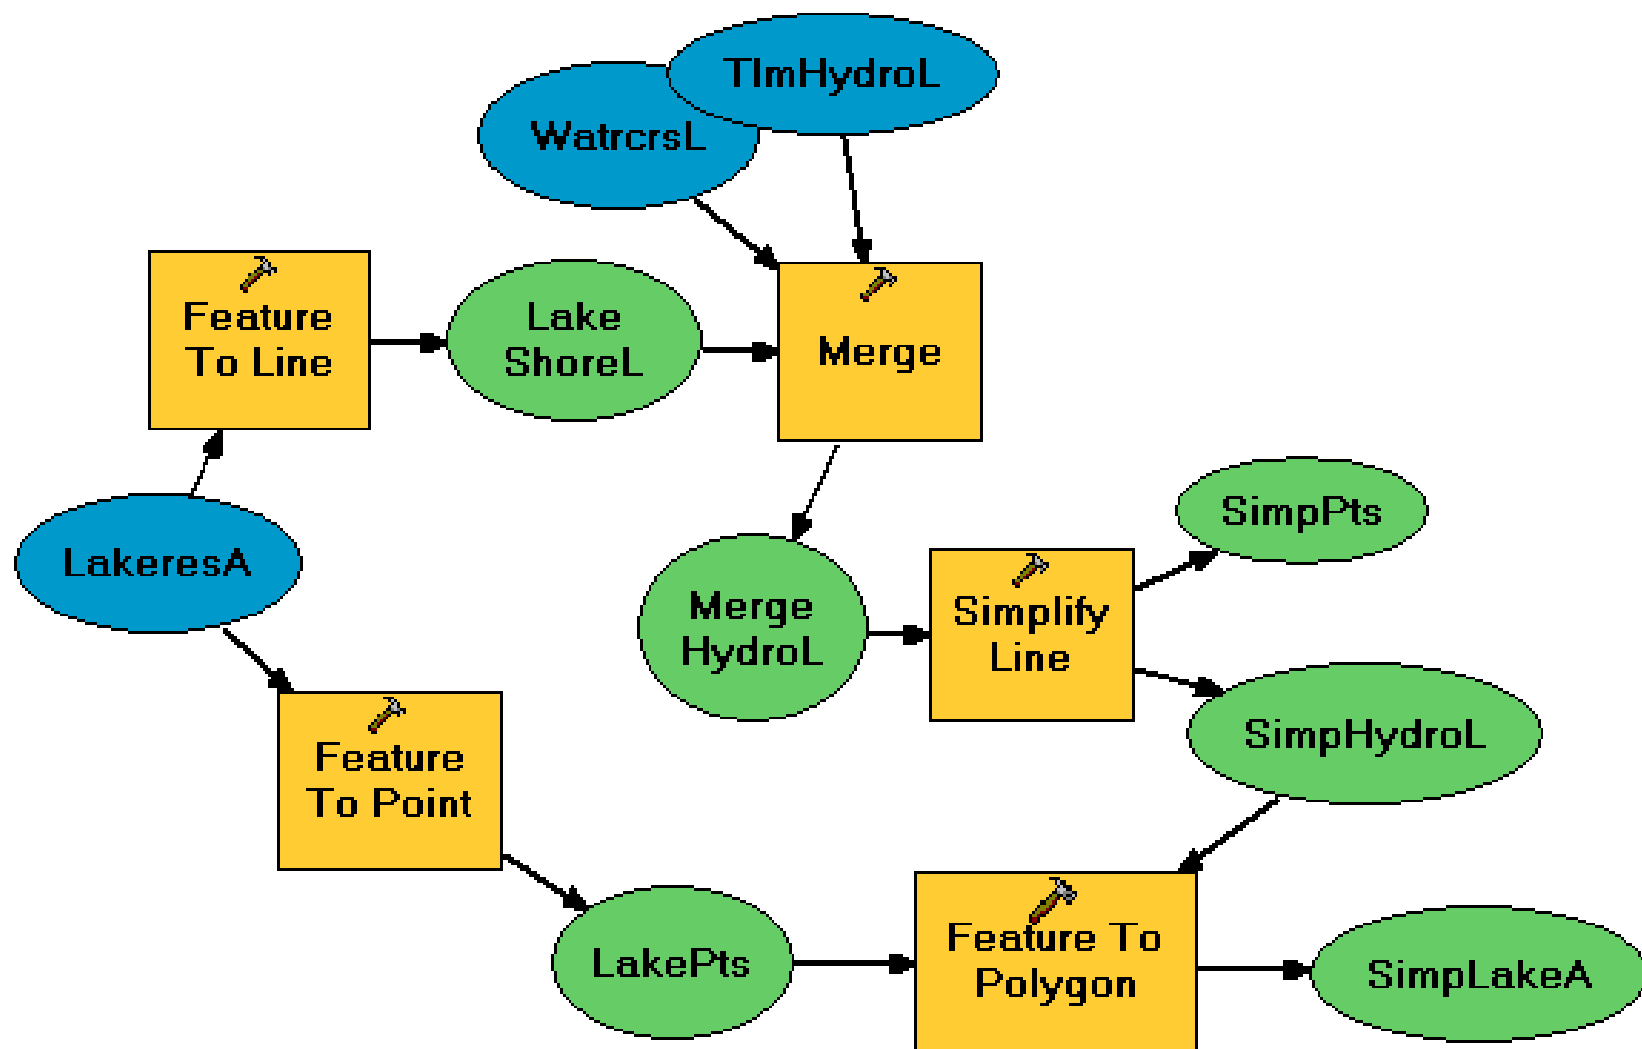 TlmHydroL
WatrcrsL
Feature
To Line
Lake
ShoreL
Merge
LakeresA
SimpPts
Merge
HydroL
Simplify
Line
SimpHydroL
Feature
To Point
LakePts
Feature To
Polygon
SimpLakeA